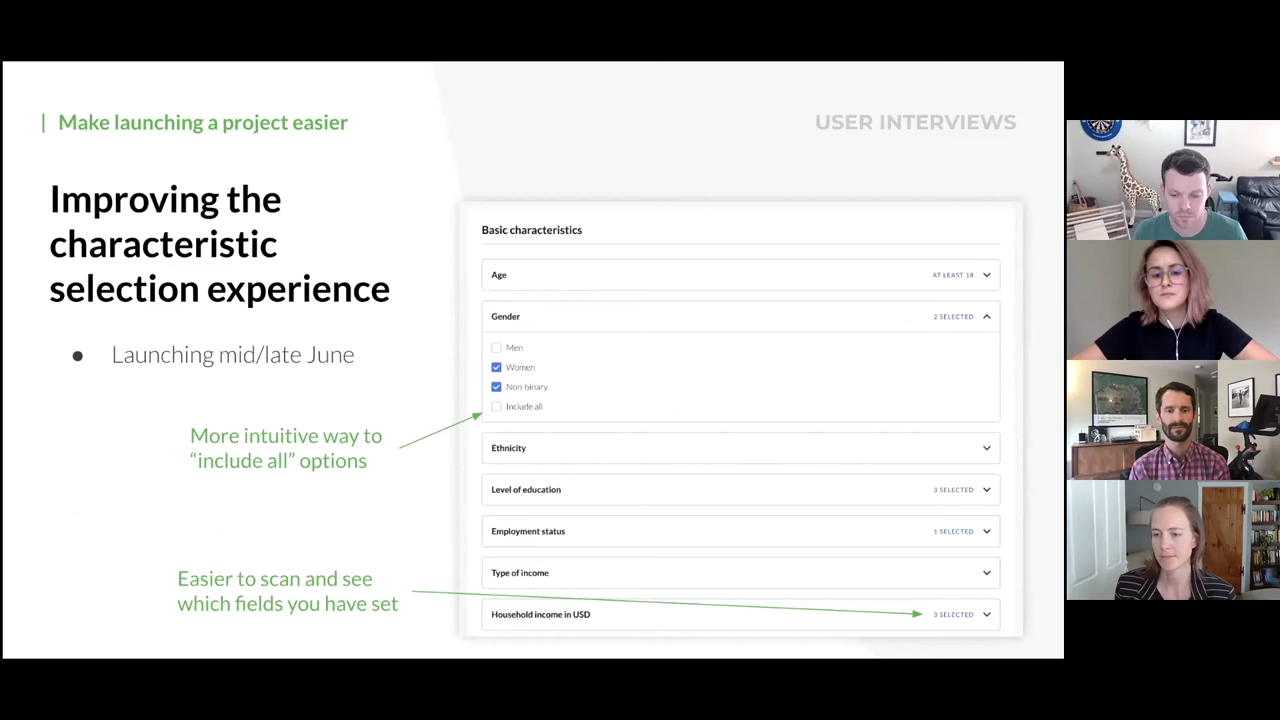 | Make launching a project easier
USER INTERVIEWS
Improving the
characteristic
selection experience
● Launching mid/late June
More intuitive way to
“include all” options
Easier to scan and see
which fields you have set
Basic characteristics
Age AT LEAST 18
Gender 2 SELECTED
Men
Women
Non-binary
Include all
Ethnicity
Level of education 3 SELECTED
Employment status 1 SELECTED
Type of income
Household income in USD 3 SELECTED